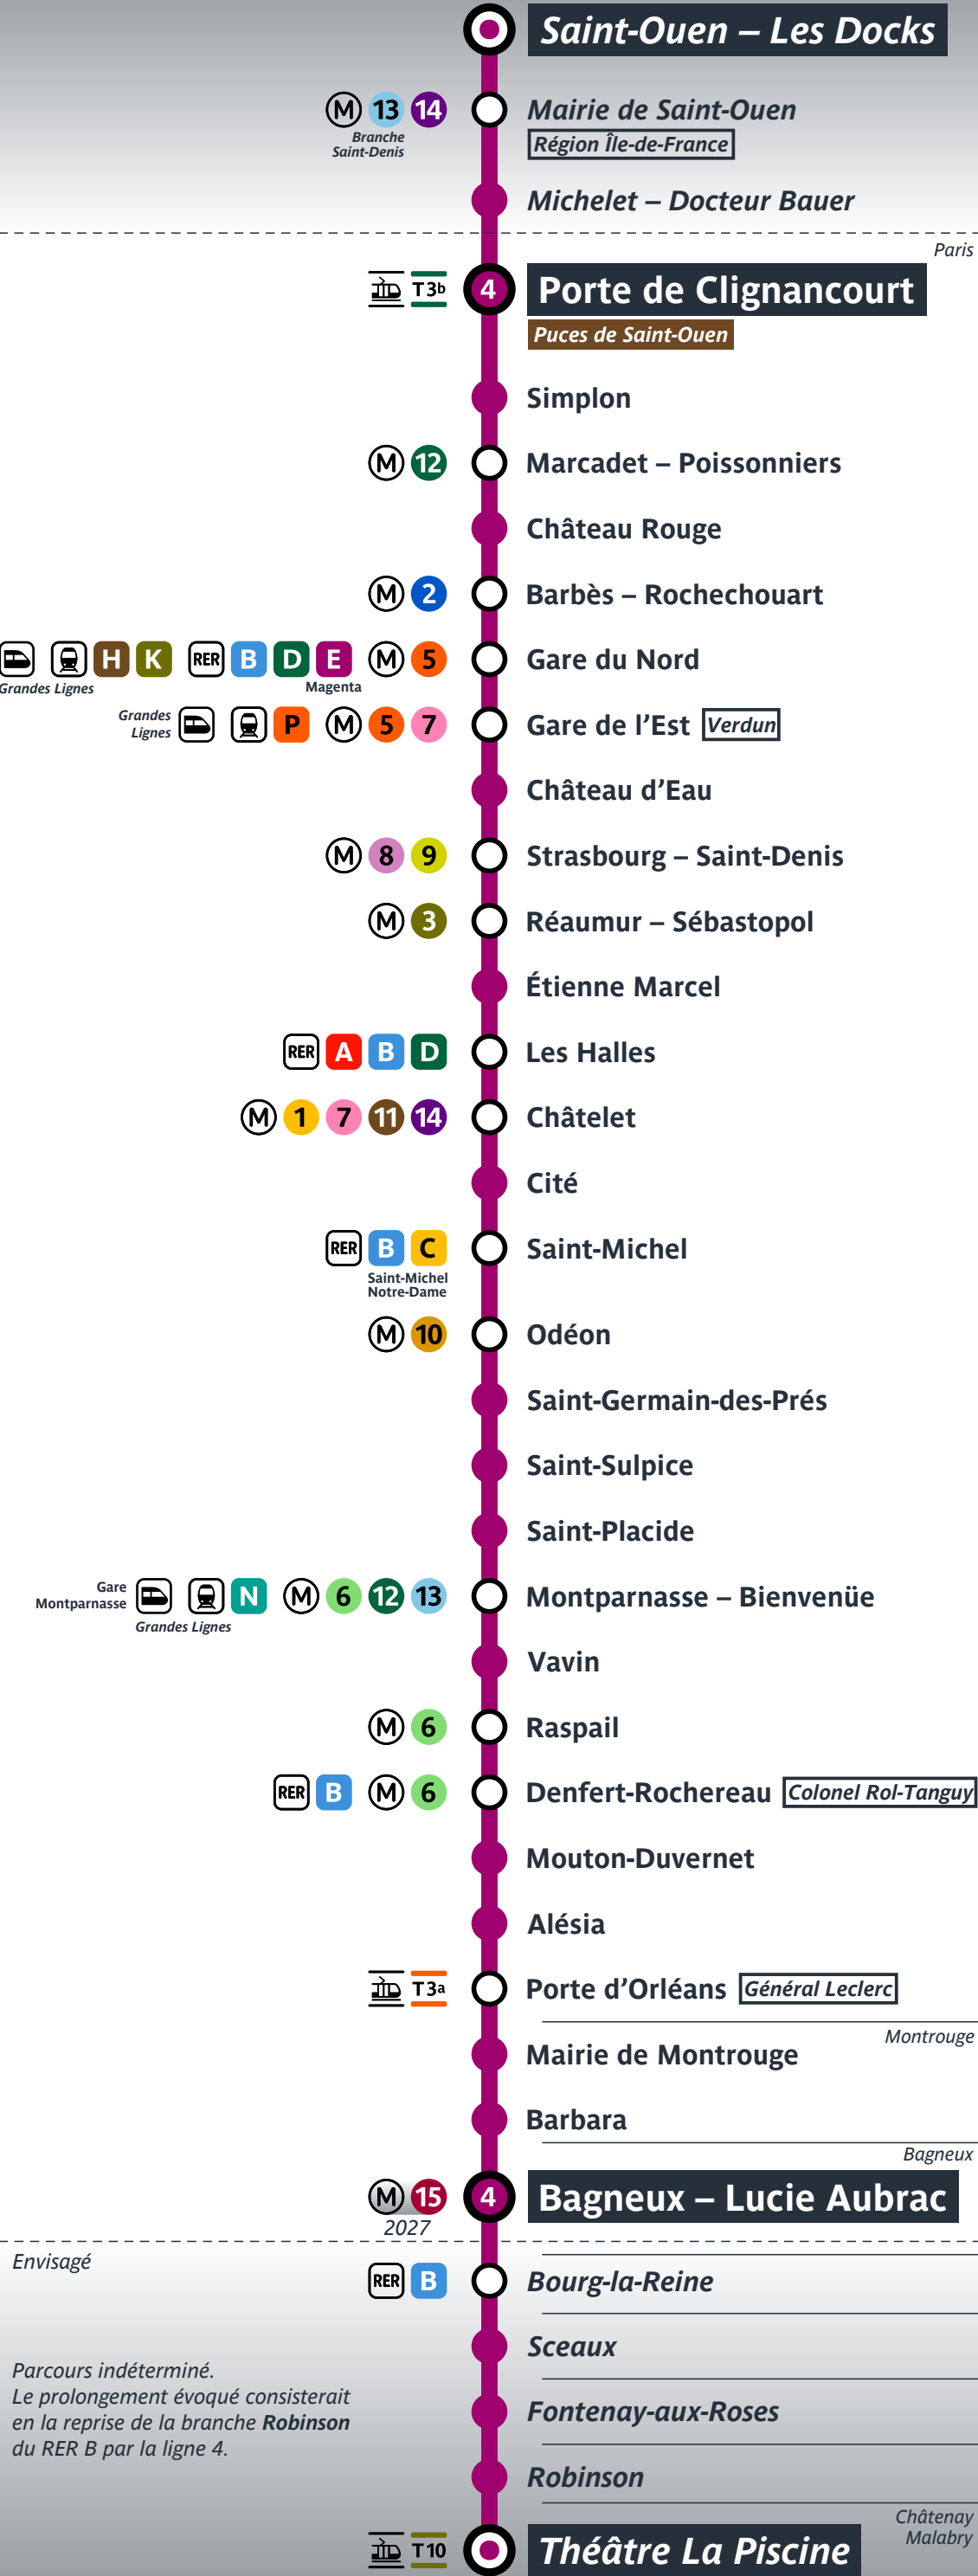 Saint-Ouen – Les Docks
M 13 14 Mairie de Saint-Ouen
Branche
Saint-Denis
Région Île-de-France
Michelet – Docteur Bauer
Paris
T3b 4 Porte de Clignancourt
Puces de Saint-Ouen
Simplon
M 12 Marcadet – Poissonniers
Château Rouge
M 2 Barbès – Rochechouart
H K RER B D E M 5 Gare du Nord
Grandes Lignes Magenta
Grandes
Lignes
P M 5 7 Gare de l’Est Verdun
Château d’Eau
M 8 9 Strasbourg – Saint-Denis
M 3 Réaumur – Sébastopol
Étienne Marcel
RER A B D Les Halles
M 1 7 11 14 Châtelet
Cité
RER B C Saint-Michel
Saint-Michel
Notre-Dame
M 10 Odéon
Saint-Germain-des-Prés
Saint-Sulpice
Saint-Placide
Gare
Montparnasse
N M 6 12 13 Montparnasse – Bienvenüe
Grandes Lignes
Vavin
M 6 Raspail
RER B M 6 Denfert-Rochereau Colonel Rol-Tanguy
Mouton-Duvernet
Alésia
T3a Porte d’Orléans Général Leclerc
Montrouge
Mairie de Montrouge
Barbara
Bagneux
M 15 4 Bagneux – Lucie Aubrac
2027
Envisagé
RER B Bourg-la-Reine
Sceaux
Parcours indéterminé.
Le prolongement évoqué consisterait
en la reprise de la branche Robinson
du RER B par la ligne 4.
Fontenay-aux-Roses
Robinson
Châtenay
Malabry
T10 Théâtre La Piscine